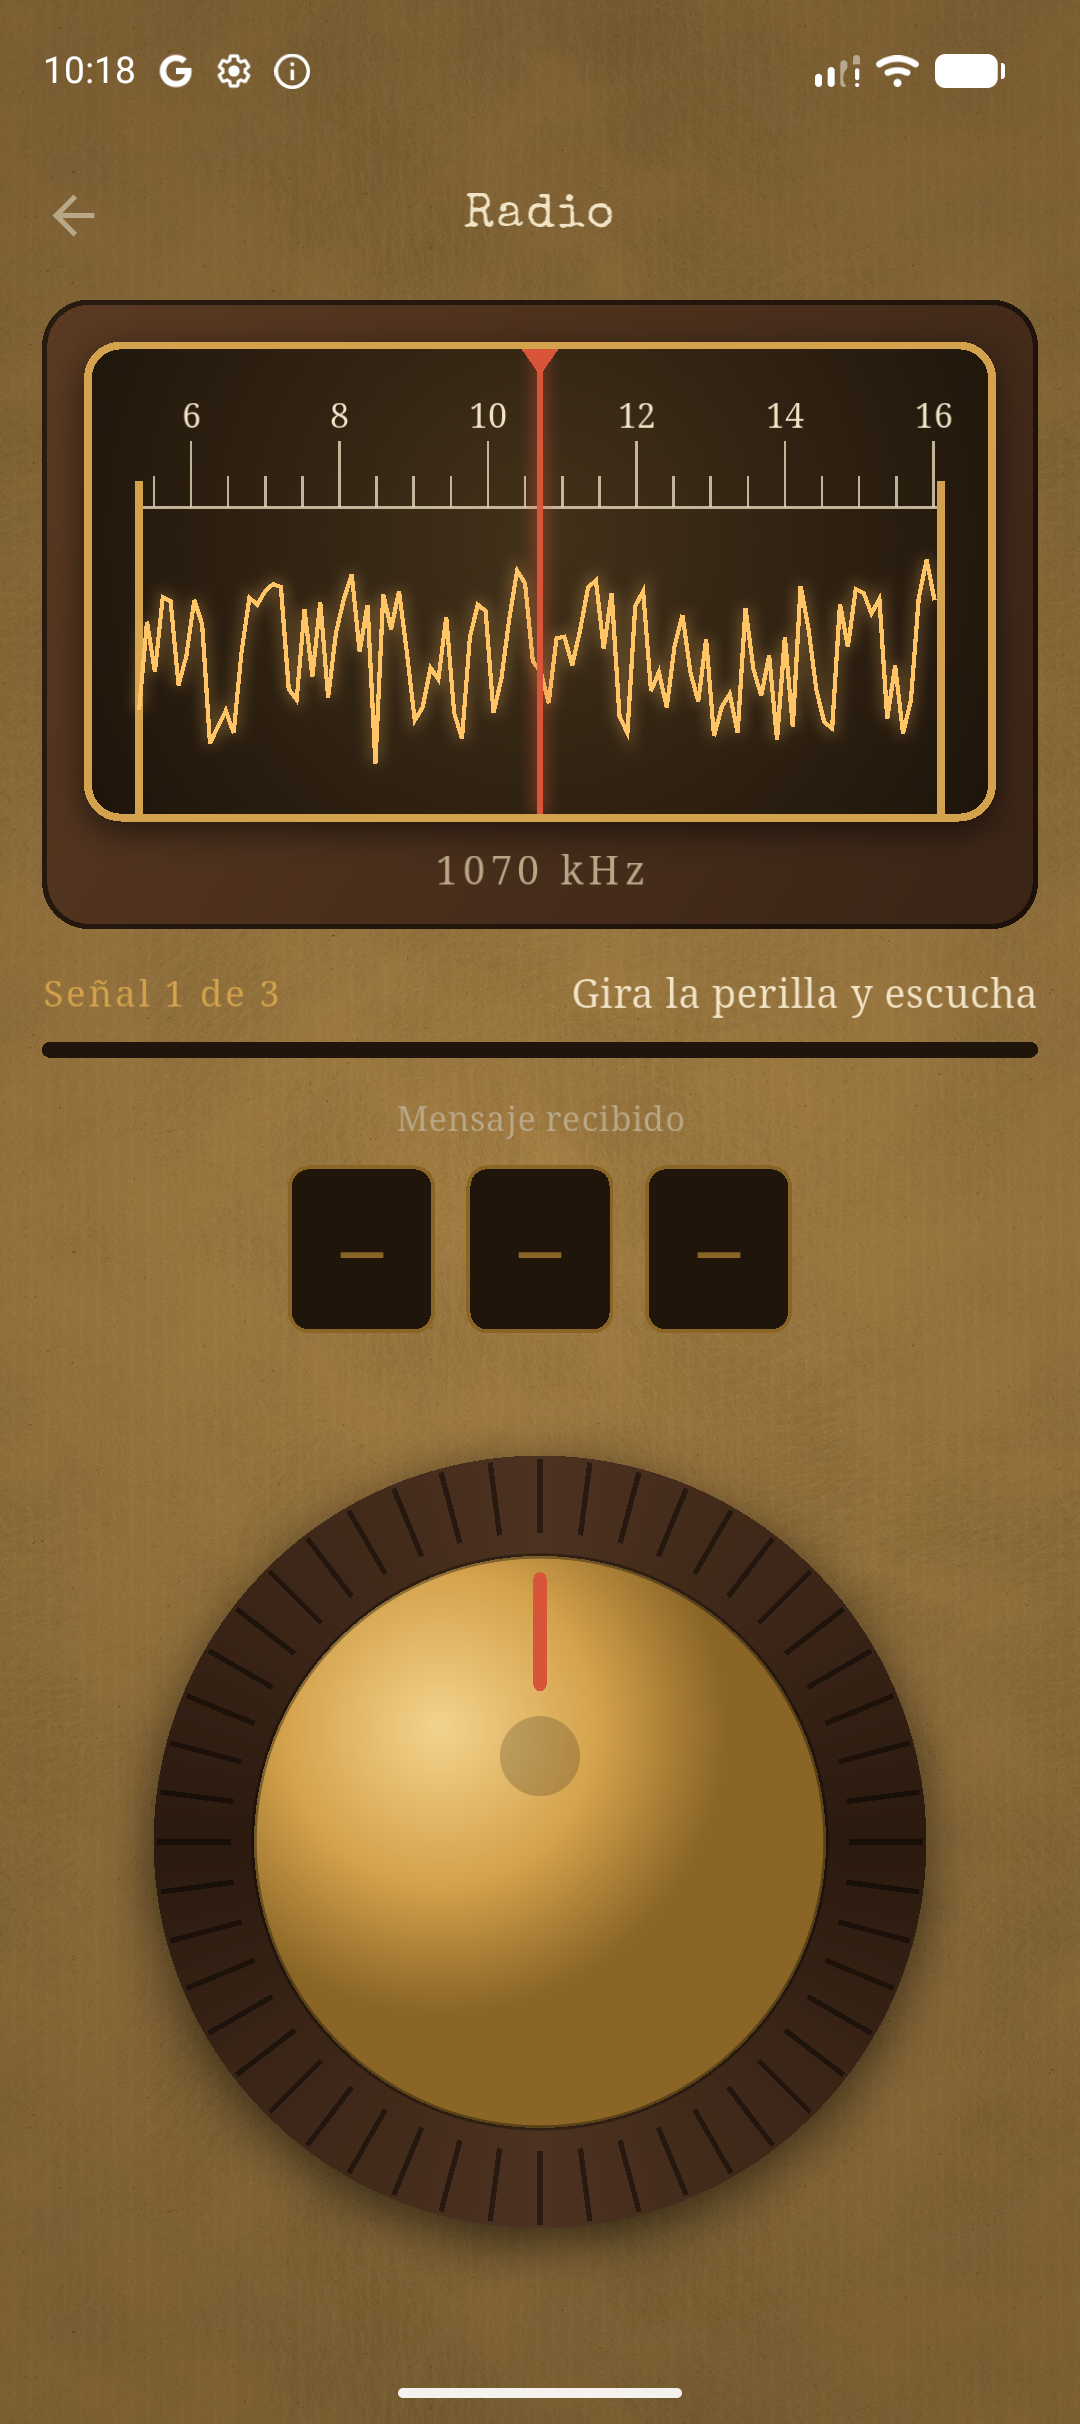 10:18
Radio
6 8 10 12 14 16
1070 kHz
Señal 1 de 3
Gira la perilla y escucha
Mensaje recibido
— — —